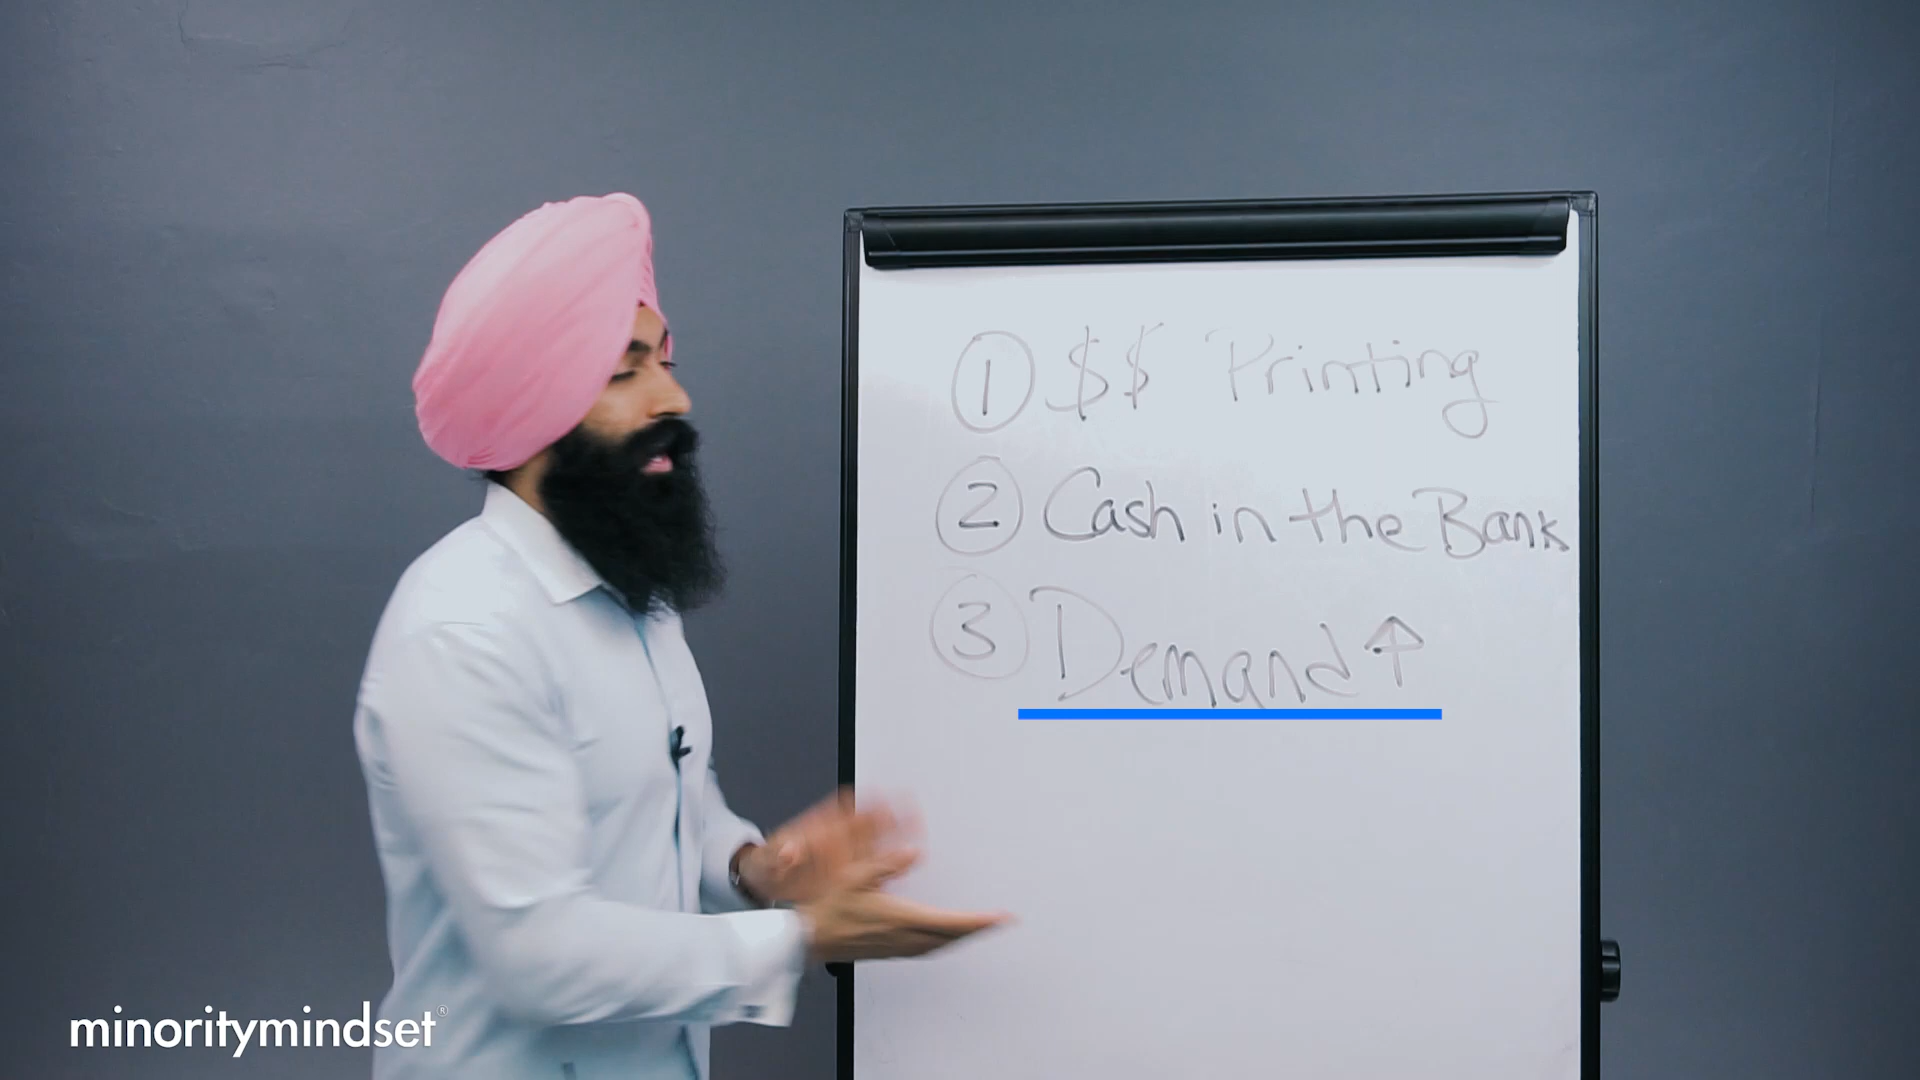 ① $$ Printing
② Cash in the Bank
③ Demand↑
minoritymindset®